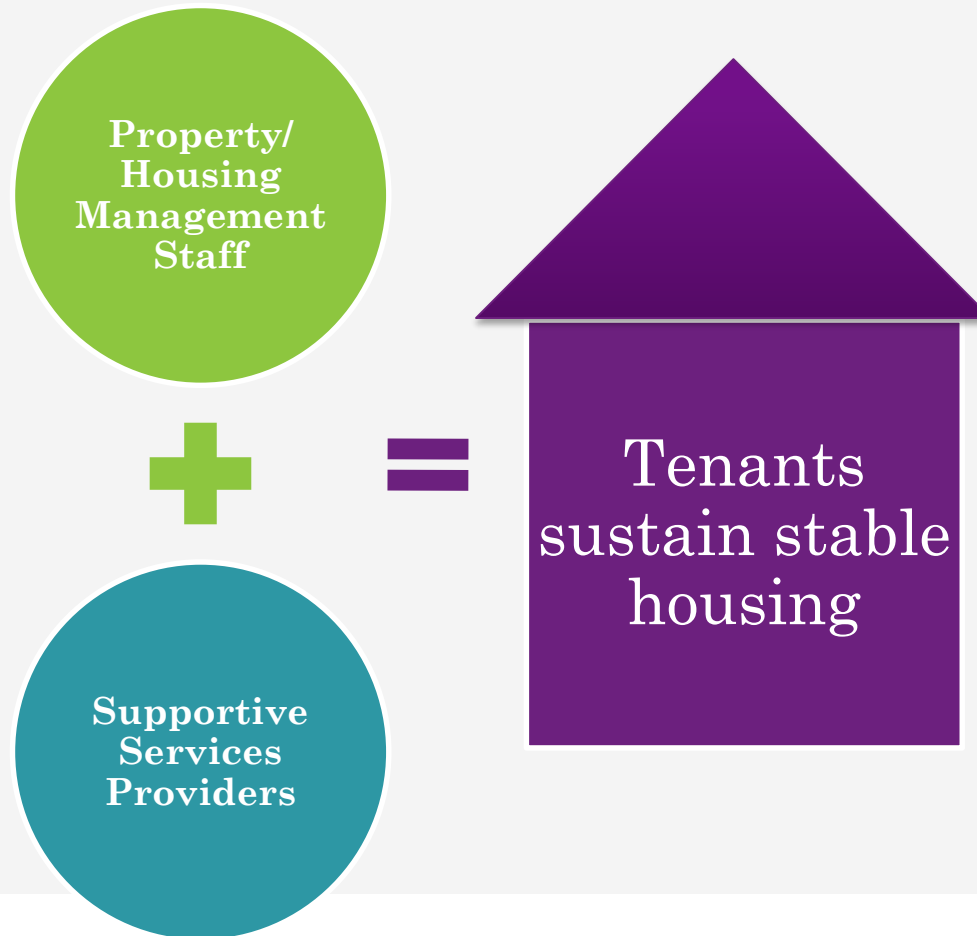 Property/
Housing
Management
Staff
Supportive
Services
Providers
Tenants
sustain stable
housing